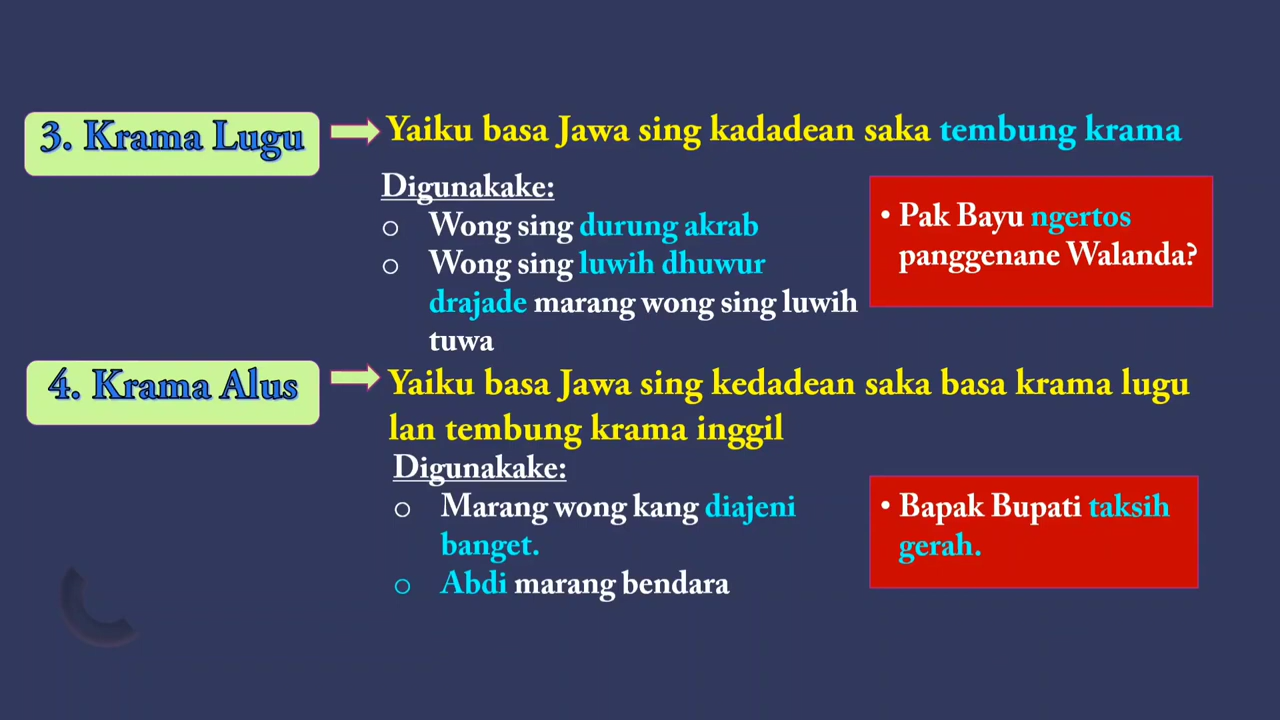 3. Krama Lugu
Yaiku basa Jawa sing kadadean saka tembung krama
Digunakake:
o Wong sing durung akrab
o Wong sing luwih dhuwur
drajade marang wong sing luwih
tuwa
• Pak Bayu ngertos
panggenane Walanda?
4. Krama Alus
Yaiku basa Jawa sing kedadean saka basa krama lugu
lan tembung krama inggil
Digunakake:
o Marang wong kang diajeni
banget.
o Abdi marang bendara
• Bapak Bupati taksih
gerah.